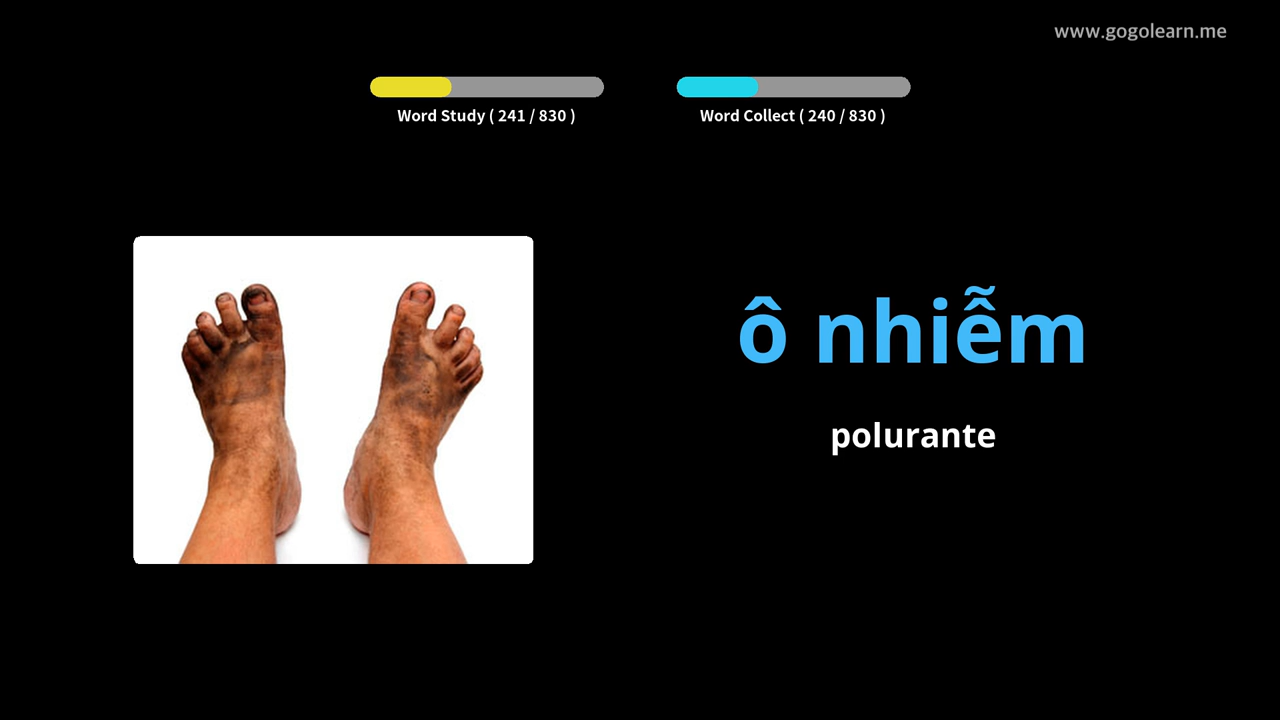 www.gogolearn.me
Word Study ( 241 / 830 )
Word Collect ( 240 / 830 )
ô nhiễm
polurante